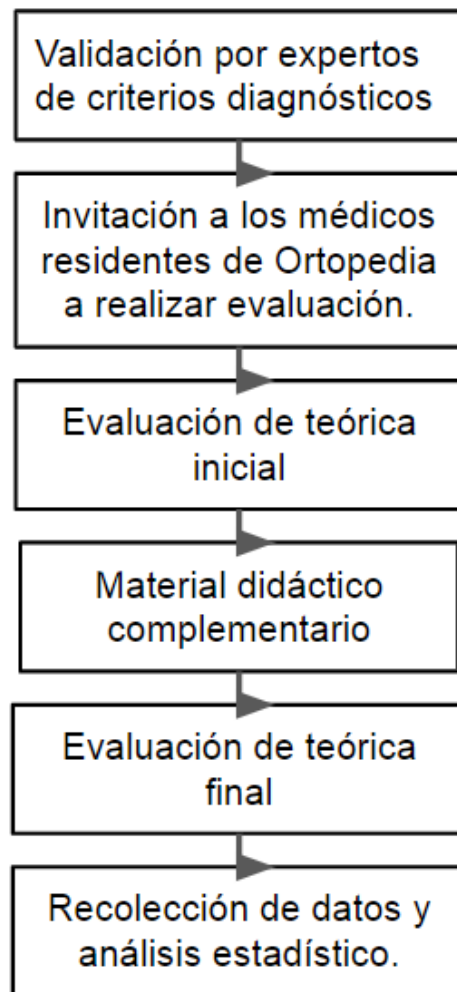 Validación por expertos
de criterios diagnósticos
Invitación a los médicos
residentes de Ortopedia
a realizar evaluación.
Evaluación de teórica
inicial
Material didáctico
complementario
Evaluación de teórica
final
Recolección de datos y
análisis estadístico.